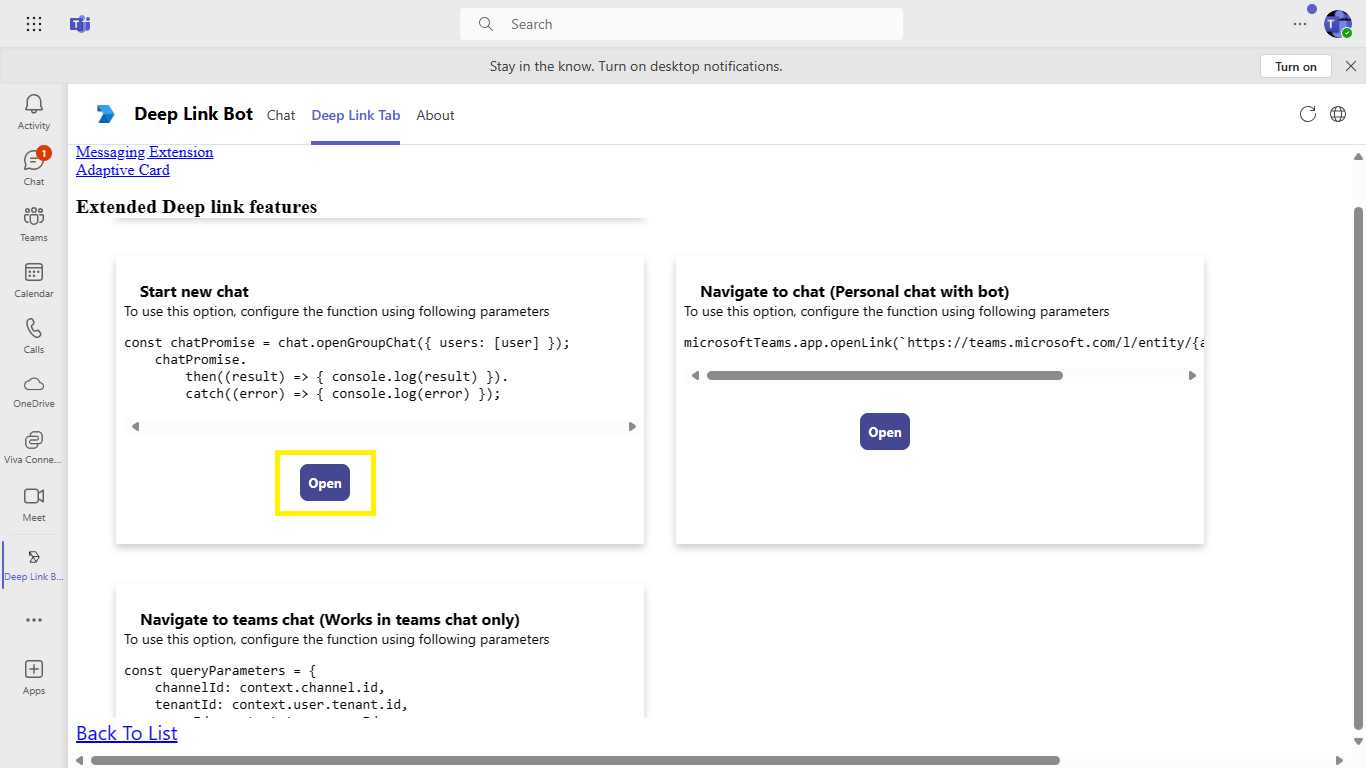 Search
Stay in the know. Turn on desktop notifications.
Turn on
Activity
1
Chat
Teams
Calendar
Calls
OneDrive
Viva Conne...
Meet
Deep Link B...
Apps
Deep Link Bot
Chat
Deep Link Tab
About
Messaging Extension
Adaptive Card
Extended Deep link features
Start new chat
To use this option, configure the function using following parameters
const chatPromise = chat.openGroupChat({ users: [user] });
chatPromise.
then((result) => { console.log(result) }).
catch((error) => { console.log(error) });
Open
Navigate to chat (Personal chat with bot)
To use this option, configure the function using following parameters
microsoftTeams.app.openLink(`https://teams.microsoft.com/l/entity/{a
Open
Navigate to teams chat (Works in teams chat only)
To use this option, configure the function using following parameters
const queryParameters = {
channelId: context.channel.id,
tenantId: context.user.tenant.id,
Back To List